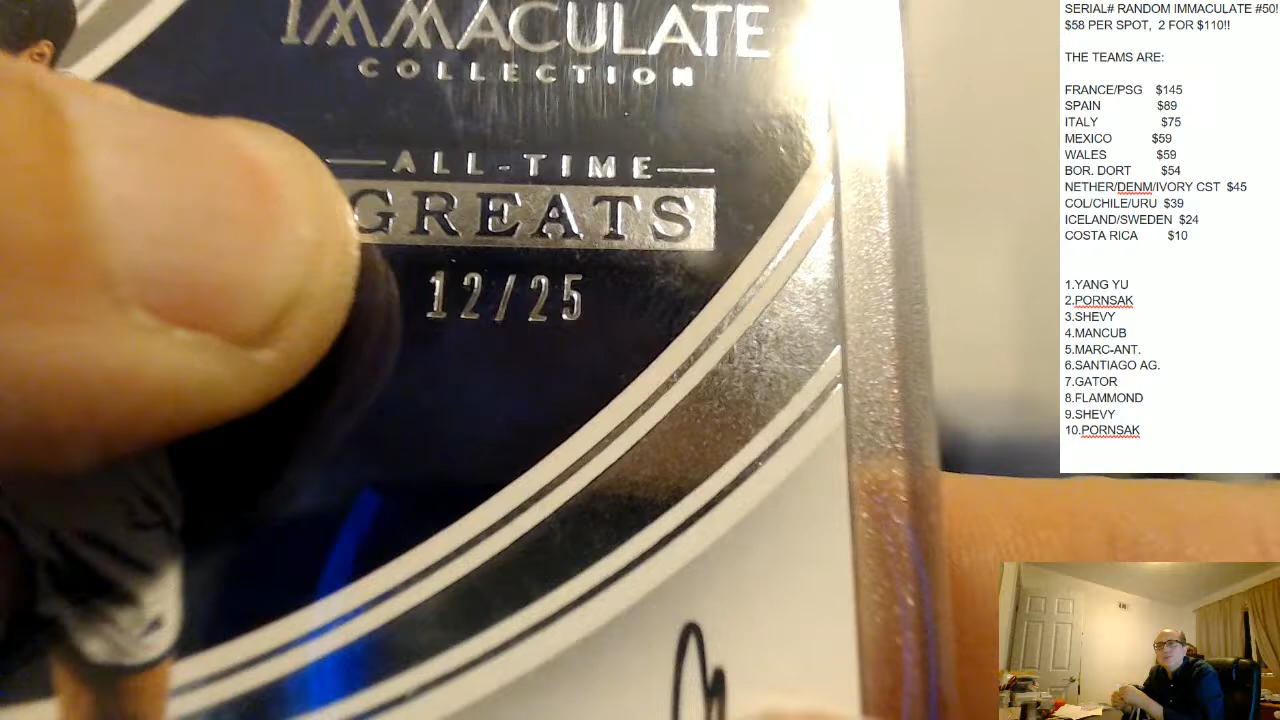 IMMACULATE
COLLECTION
ALL-TIME
GREATS
12/25
SERIAL# RANDOM IMMACULATE #50!
$58 PER SPOT, 2 FOR $110!!
THE TEAMS ARE:
FRANCE/PSG $145
SPAIN $89
ITALY $75
MEXICO $59
WALES $59
BOR. DORT $54
NETHER/DENM/IVORY CST $45
COL/CHILE/URU $39
ICELAND/SWEDEN $24
COSTA RICA $10
1.YANG YU
2.PORNSAK
3.SHEVY
4.MANCUB
5.MARC-ANT.
6.SANTIAGO AG.
7.GATOR
8.FLAMMOND
9.SHEVY
10.PORNSAK